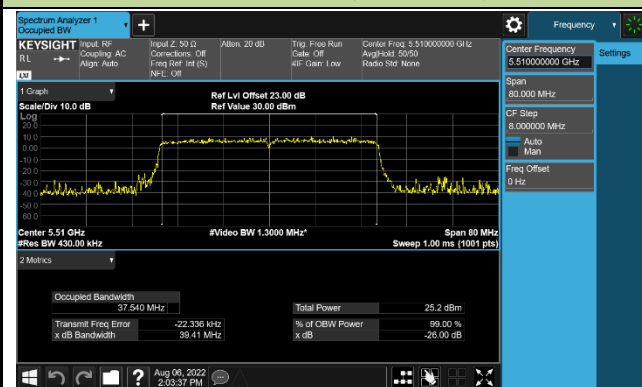 Spectrum Analyzer 1
Occupied BW
Frequency
KEYSIGHT
Input: RF
Coupling: AC
Align: Auto
Input Z: 50 Ω
Corrections: Off
Freq Ref: Int (S)
NFE: Off
Atten: 20 dB
Trig: Free Run
Gate: Off
#IF Gain: Low
Center Freq: 5.510000000 GHz
Avg|Hold: 50/50
Radio Std: None
RL
LXI
Center Frequency
5.510000000 GHz
Settings
Span
80.000 MHz
CF Step
8.000000 MHz
Auto
Man
Freq Offset
0 Hz
1 Graph
Scale/Div 10.0 dB
Ref Lvl Offset 23.00 dB
Ref Value 30.00 dBm
Log
20.0
10.0
0.00
-10.0
-20.0
-30.0
-40.0
-50.0
-60.0
Center 5.51 GHz
#Res BW 430.00 kHz
#Video BW 1.3000 MHz*
Span 80 MHz
Sweep 1.00 ms (1001 pts)
2 Metrics
Occupied Bandwidth
37.540 MHz
Total Power
25.2 dBm
Transmit Freq Error
-22.336 kHz
% of OBW Power
99.00 %
x dB Bandwidth
39.41 MHz
x dB
-26.00 dB
?
Aug 06, 2022
2:03:37 PM